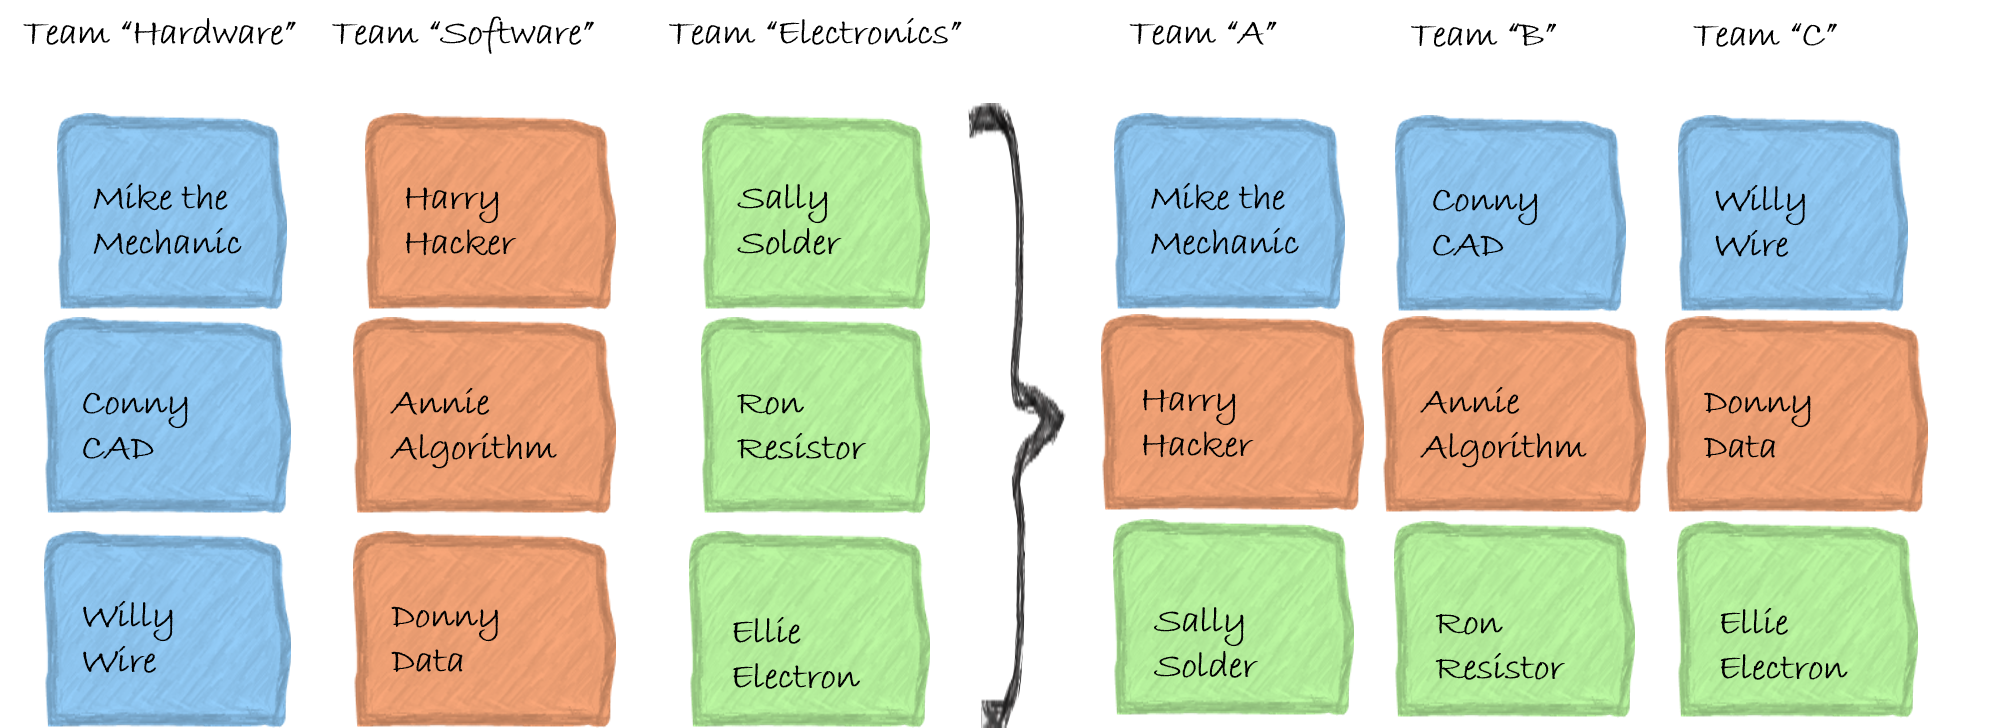 Team “Hardware”
Team “Software”
Team “Electronics”
Team “A”
Team “B”
Team “C”
Mike the
Mechanic
Harry
Hacker
Sally
Solder
Mike the
Mechanic
Conny
CAD
Willy
Wire
Conny
CAD
Annie
Algorithm
Ron
Resistor
Harry
Hacker
Annie
Algorithm
Donny
Data
Willy
Wire
Donny
Data
Ellie
Electron
Sally
Solder
Ron
Resistor
Ellie
Electron